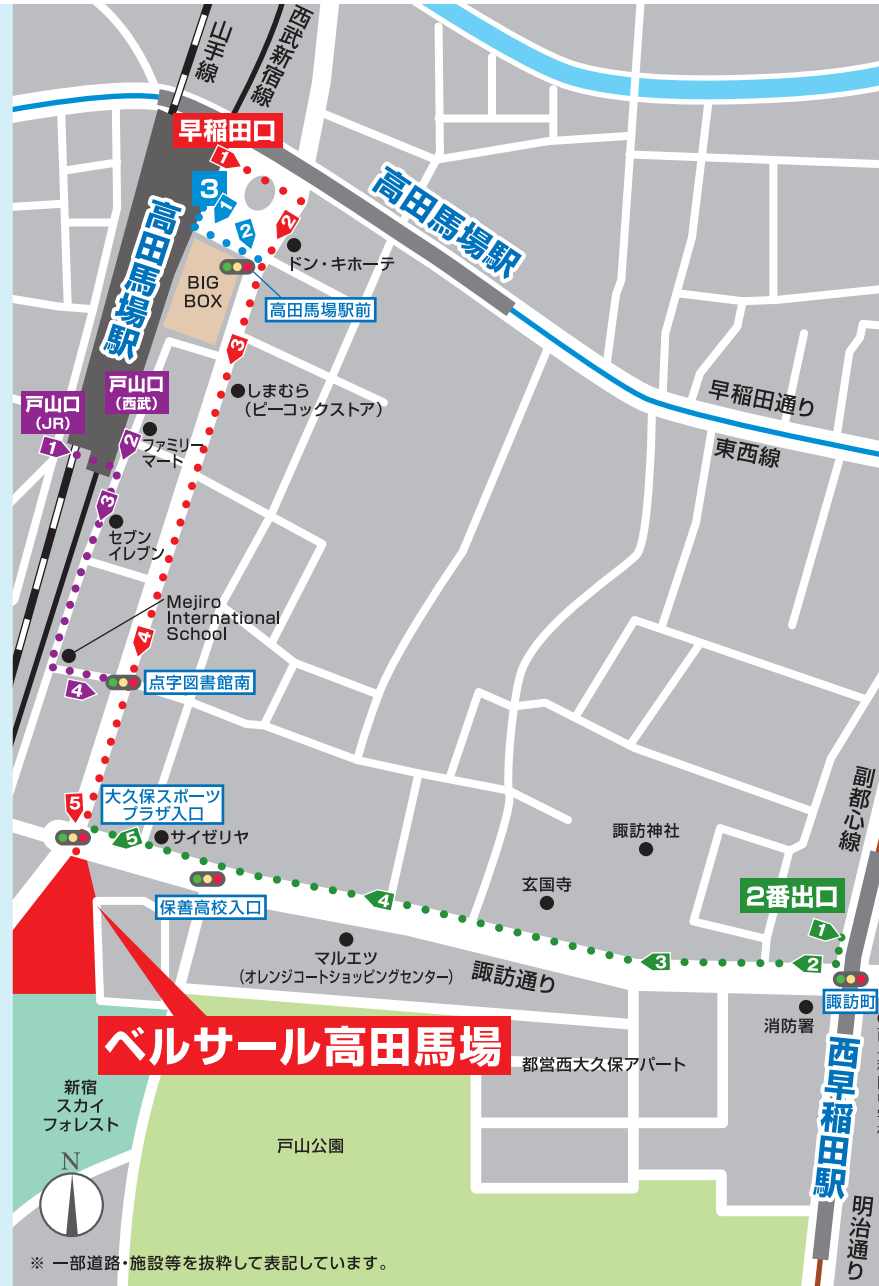 山手線
西武新宿線
早稲田口
1
3
1
2
2
高田馬場駅
ドン・キホーテ
BIG
BOX
高田馬場駅前
高田馬場駅
3
しまむら
(ピーコックストア)
早稲田通り
東西線
戸山口
(JR)
戸山口
(西武)
1
2
ファミリー
マート
3
セブン
イレブン
Mejiro
International
School
4
点字図書館南
4
5
大久保スポーツ
プラザ入口
5
サイゼリヤ
保善高校入口
4
マルエツ
(オレンジコートショッピングセンター)
諏訪通り
玄国寺
諏訪神社
3
副都心線
2番出口
1
2
諏訪町
消防署
西早稲田駅
明治通り
ベルサール高田馬場
都営西大久保アパート
新宿
スカイ
フォレスト
戸山公園
N
※ 一部道路・施設等を抜粋して表記しています。